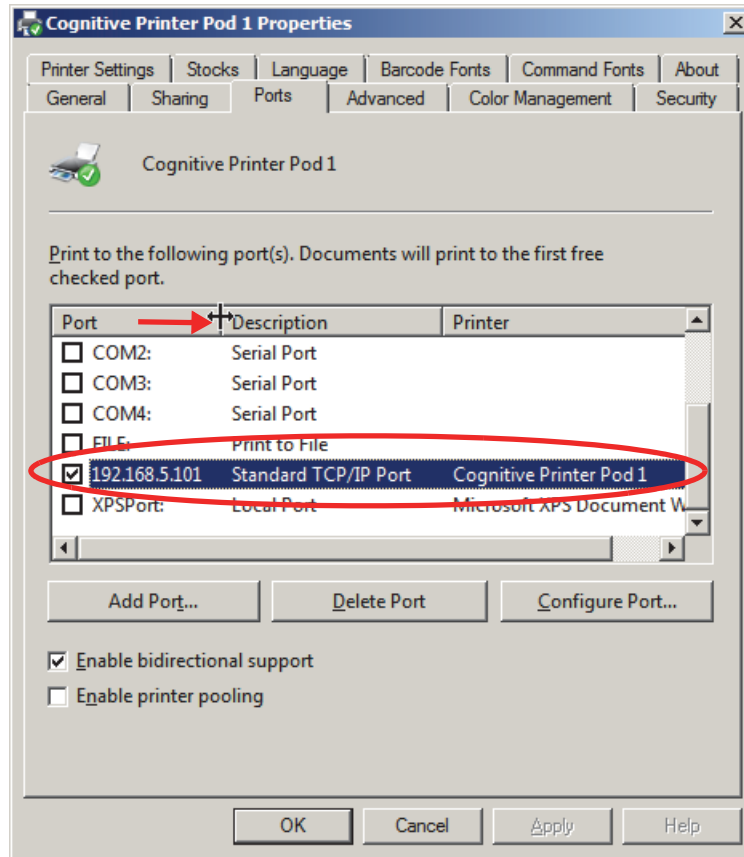 Cognitive Printer Pod 1 Properties
Printer Settings Stocks Language Barcode Fonts Command Fonts About
General Sharing Ports Advanced Color Management Security
Cognitive Printer Pod 1
Print to the following port(s). Documents will print to the first free
checked port.
Port Description Printer
COM2: Serial Port
COM3: Serial Port
COM4: Serial Port
FILE: Print to File
192.168.5.101 Standard TCP/IP Port Cognitive Printer Pod 1
XPSPort: Local Port Microsoft XPS Document W
Add Port... Delete Port Configure Port...
Enable bidirectional support
Enable printer pooling
OK Cancel Apply Help